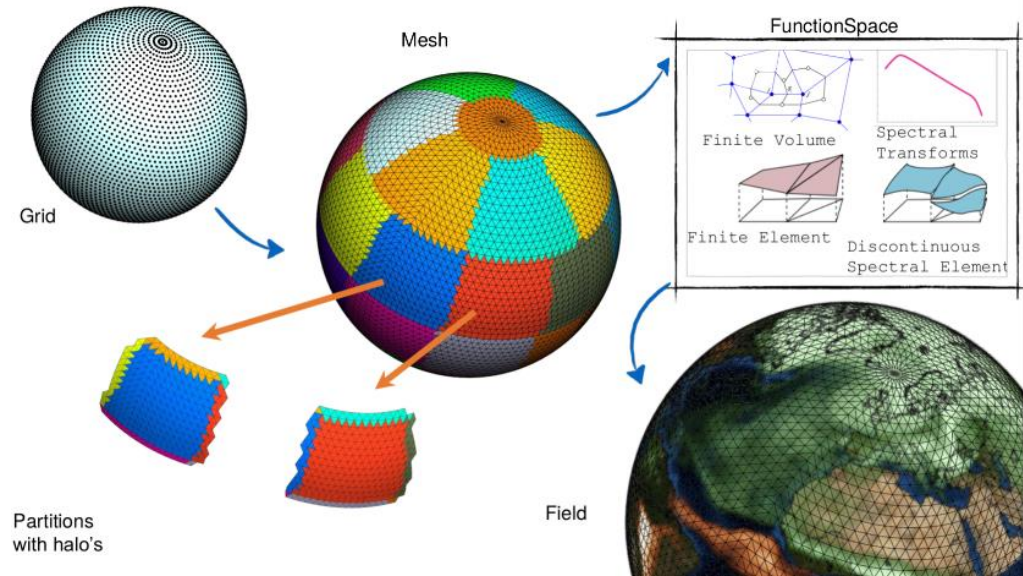 Grid
Mesh
FunctionSpace
Finite Volume
Spectral
Transforms
Finite Element
Discontinuous
Spectral Element
Partitions
with halo's
Field